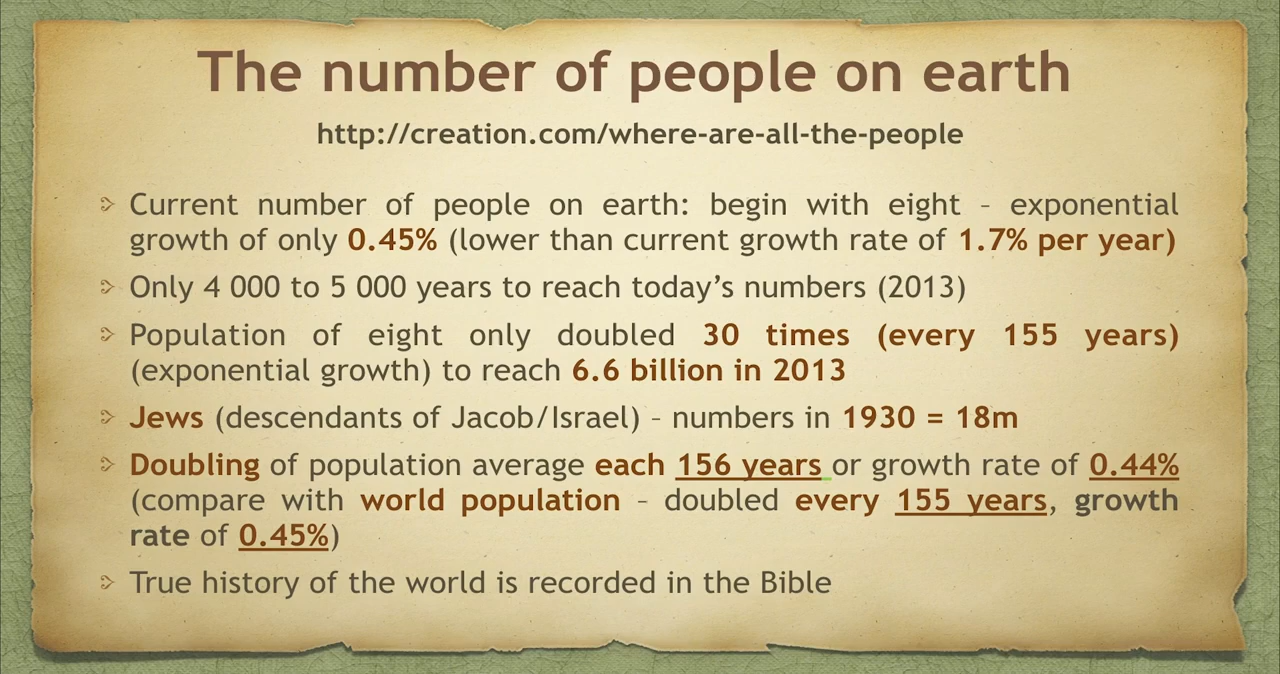 The number of people on earth
http://creation.com/where-are-all-the-people
Current number of people on earth: begin with eight – exponential
growth of only 0.45% (lower than current growth rate of 1.7% per year)
Only 4 000 to 5 000 years to reach today’s numbers (2013)
Population of eight only doubled 30 times (every 155 years)
(exponential growth) to reach 6.6 billion in 2013
Jews (descendants of Jacob/Israel) – numbers in 1930 = 18m
Doubling of population average each 156 years or growth rate of 0.44%
(compare with world population – doubled every 155 years, growth
rate of 0.45%)
True history of the world is recorded in the Bible